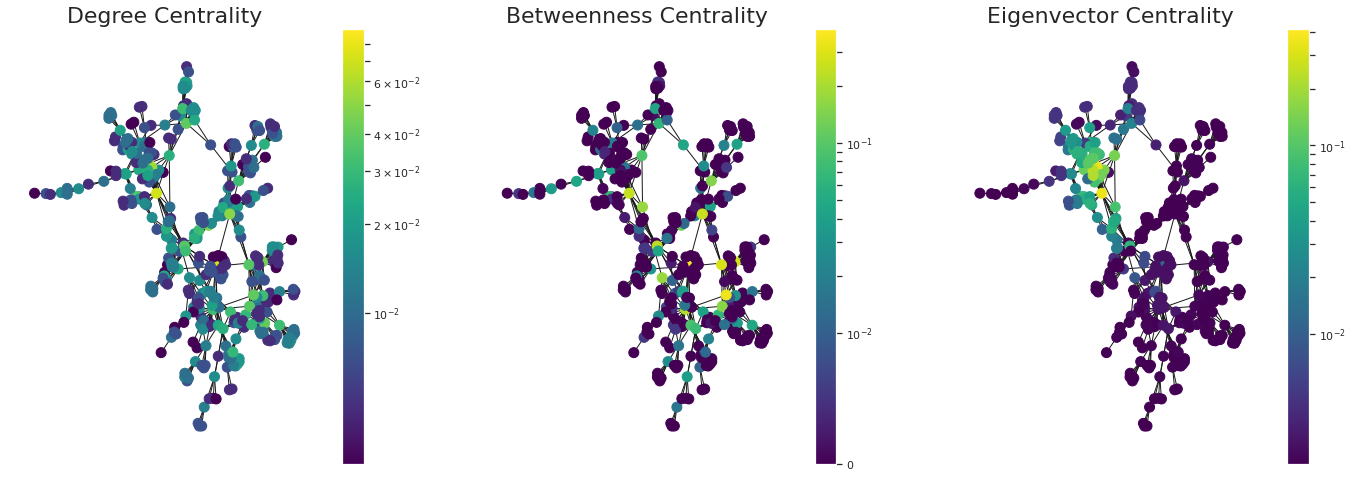 Degree Centrality
6 × 10⁻²
4 × 10⁻²
3 × 10⁻²
2 × 10⁻²
10⁻²
Betweenness Centrality
10⁻¹
10⁻²
0
Eigenvector Centrality
10⁻¹
10⁻²